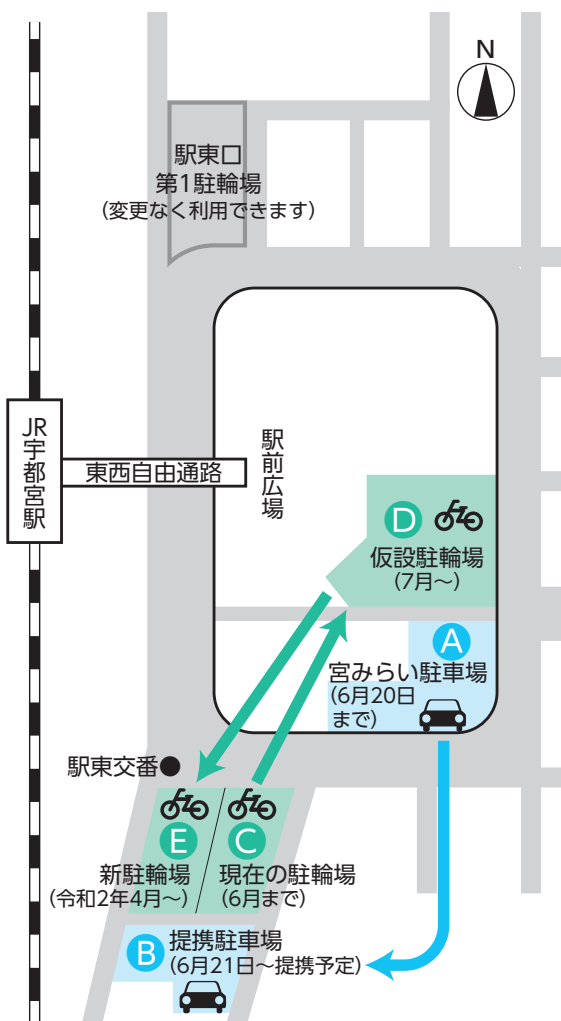 N
駅東口
第1駐輪場
（変更なく利用できます）
JR宇都宮駅
東西自由通路
駅前広場
D
仮設駐輪場
（7月～）
A
宮みらい駐車場
（6月20日
まで）
駅東交番●
E
新駐輪場
（令和2年4月～）
C
現在の駐輪場
（6月まで）
B
提携駐車場
（6月21日～提携予定）